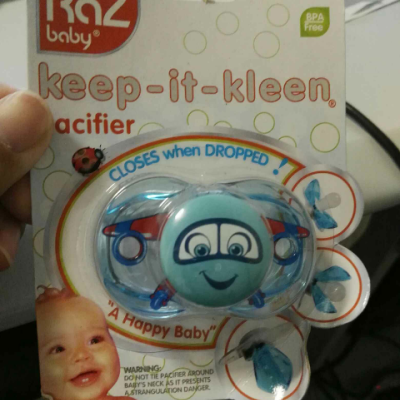 RaZ
baby®
BPA
Free
keep-it-kleen®
acifier
CLOSES when DROPPED !
"A Happy Baby"
WARNING:
DO NOT TIE PACIFIER AROUND
BABY'S NECK AS IT PRESENTS
A STRANGULATION DANGER.